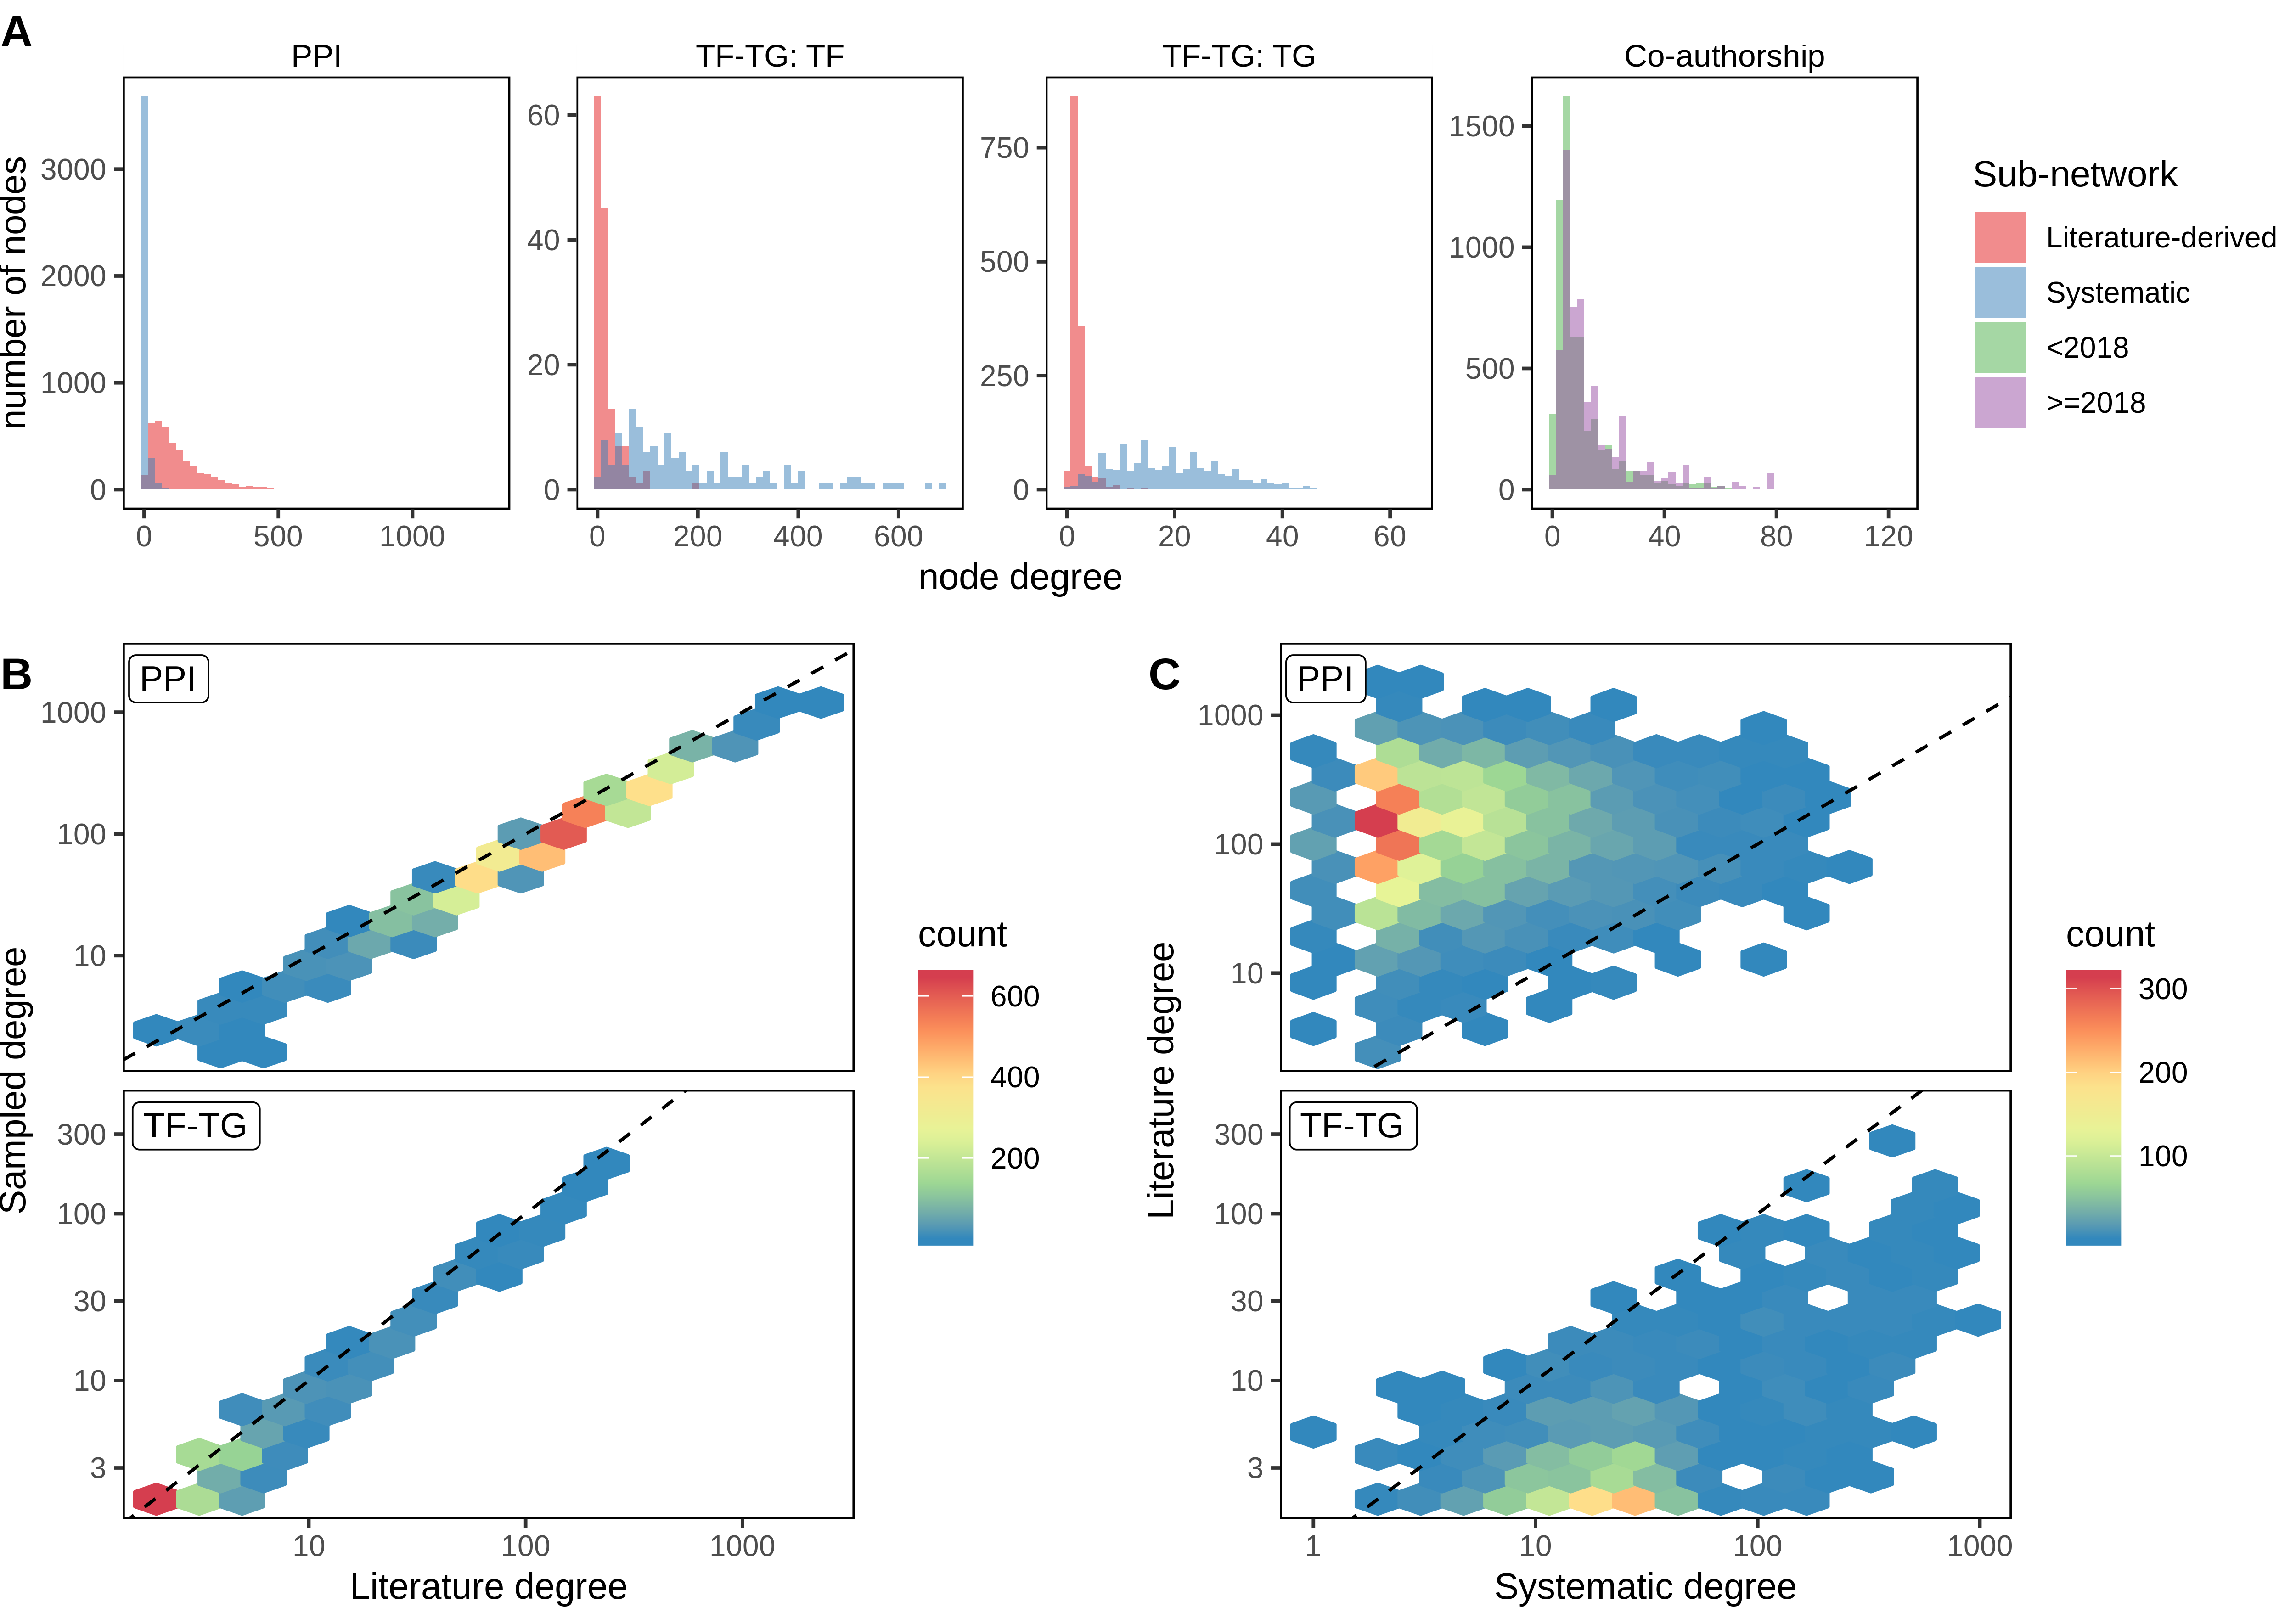 A
PPI
TF-TG: TF
TF-TG: TG
Co-authorship
number of nodes
3000
2000
1000
0
0
500
1000
60
40
20
0
0
200
400
600
750
500
250
0
0
20
40
60
1500
1000
500
0
0
40
80
120
node degree
Sub-network
Literature-derived
Systematic
<2018
>=2018
B
PPI
1000
100
10
TF-TG
300
100
30
10
3
10
100
1000
Sampled degree
Literature degree
count
600
400
200
C
PPI
1000
100
10
TF-TG
300
100
30
10
3
1
10
100
1000
Literature degree
Systematic degree
count
300
200
100